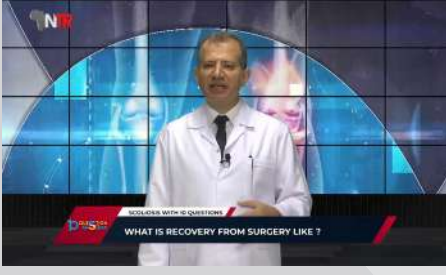 NTR
SCOLIOSIS WITH 10 QUESTIONS
WHAT IS RECOVERY FROM SURGERY LIKE ?